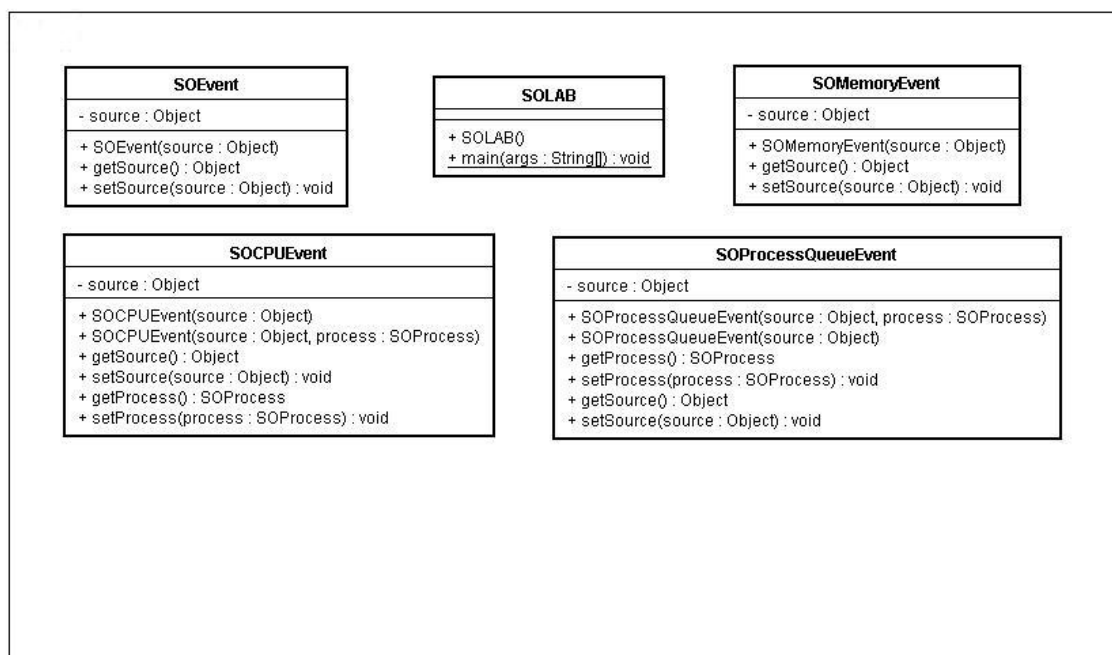 SOEvent
- source : Object
+ SOEvent(source : Object)
+ getSource() : Object
+ setSource(source : Object) : void
SOLAB
+ SOLAB()
+ main(args : String[]) : void
SOMemoryEvent
- source : Object
+ SOMemoryEvent(source : Object)
+ getSource() : Object
+ setSource(source : Object) : void
SOCPUEvent
- source : Object
+ SOCPUEvent(source : Object)
+ SOCPUEvent(source : Object, process : SOProcess)
+ getSource() : Object
+ setSource(source : Object) : void
+ getProcess() : SOProcess
+ setProcess(process : SOProcess) : void
SOProcessQueueEvent
- source : Object
+ SOProcessQueueEvent(source : Object, process : SOProcess)
+ SOProcessQueueEvent(source : Object)
+ getProcess() : SOProcess
+ setProcess(process : SOProcess) : void
+ getSource() : Object
+ setSource(source : Object) : void